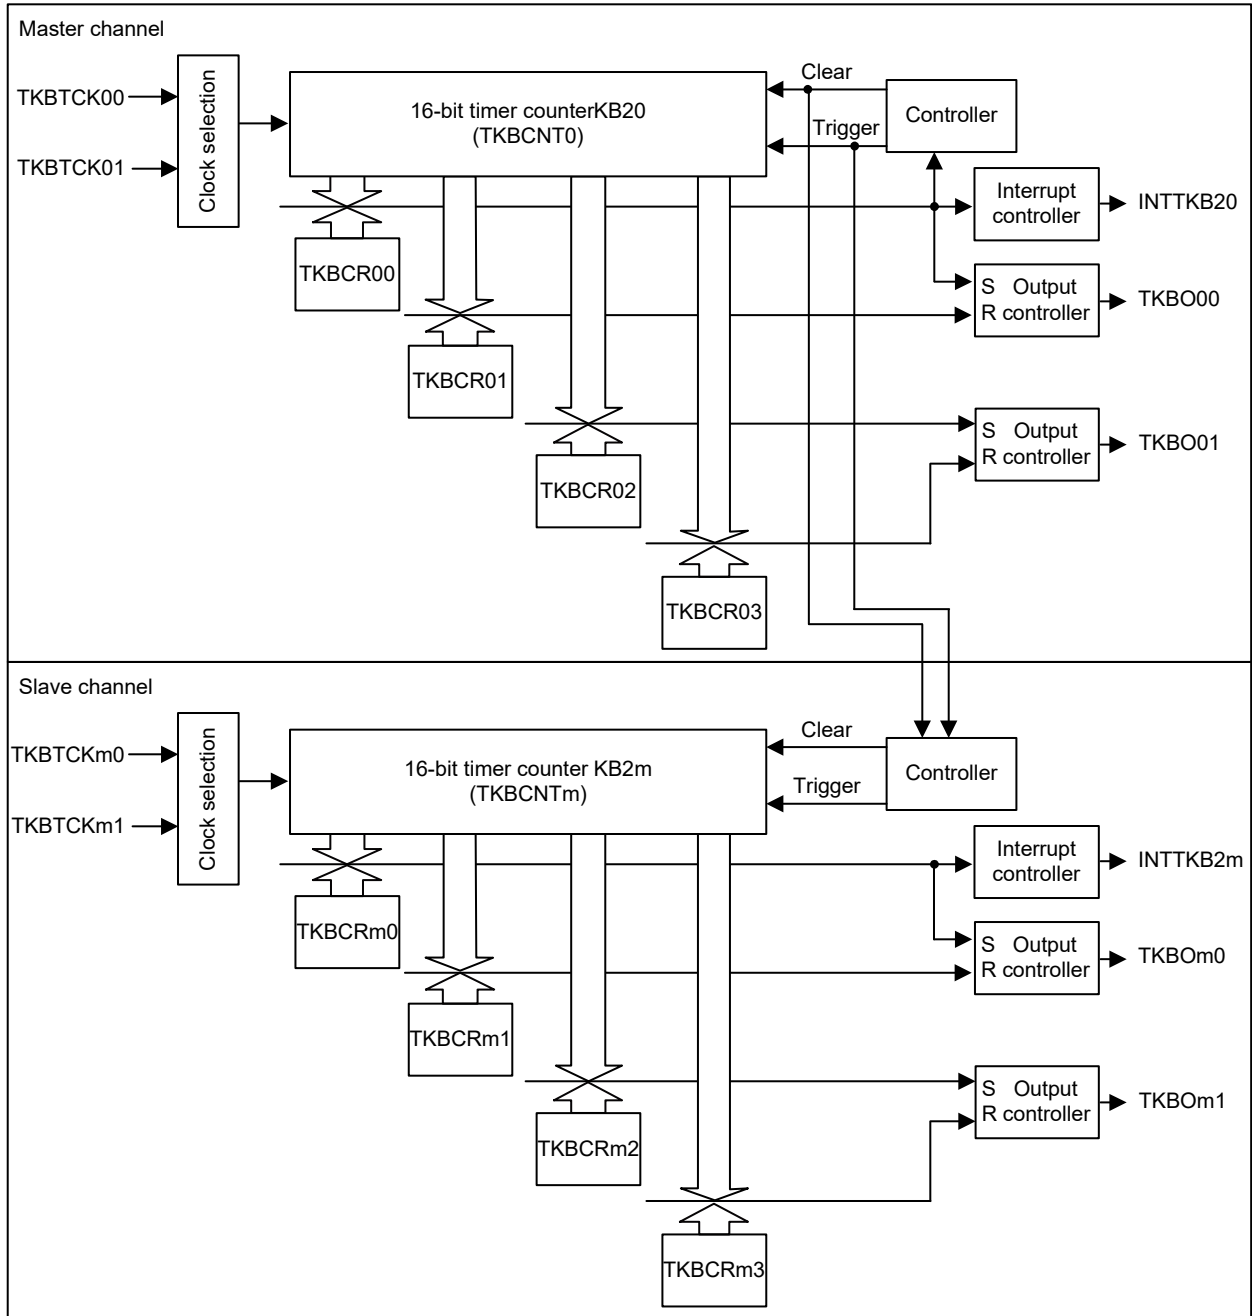 Master channel
TKBTCK00
TKBTCK01
Clock selection
16-bit timer counterKB20
(TKBCNT0)
Clear
Trigger
Controller
Interrupt
controller
INTTKB20
TKBCR00
S Output
R controller
TKBO00
TKBCR01
S Output
R controller
TKBO01
TKBCR02
TKBCR03
Slave channel
TKBTCKm0
TKBTCKm1
Clock selection
16-bit timer counter KB2m
(TKBCNTm)
Clear
Trigger
Controller
Interrupt
controller
INTTKB2m
TKBCRm0
S Output
R controller
TKBOm0
TKBCRm1
S Output
R controller
TKBOm1
TKBCRm2
TKBCRm3